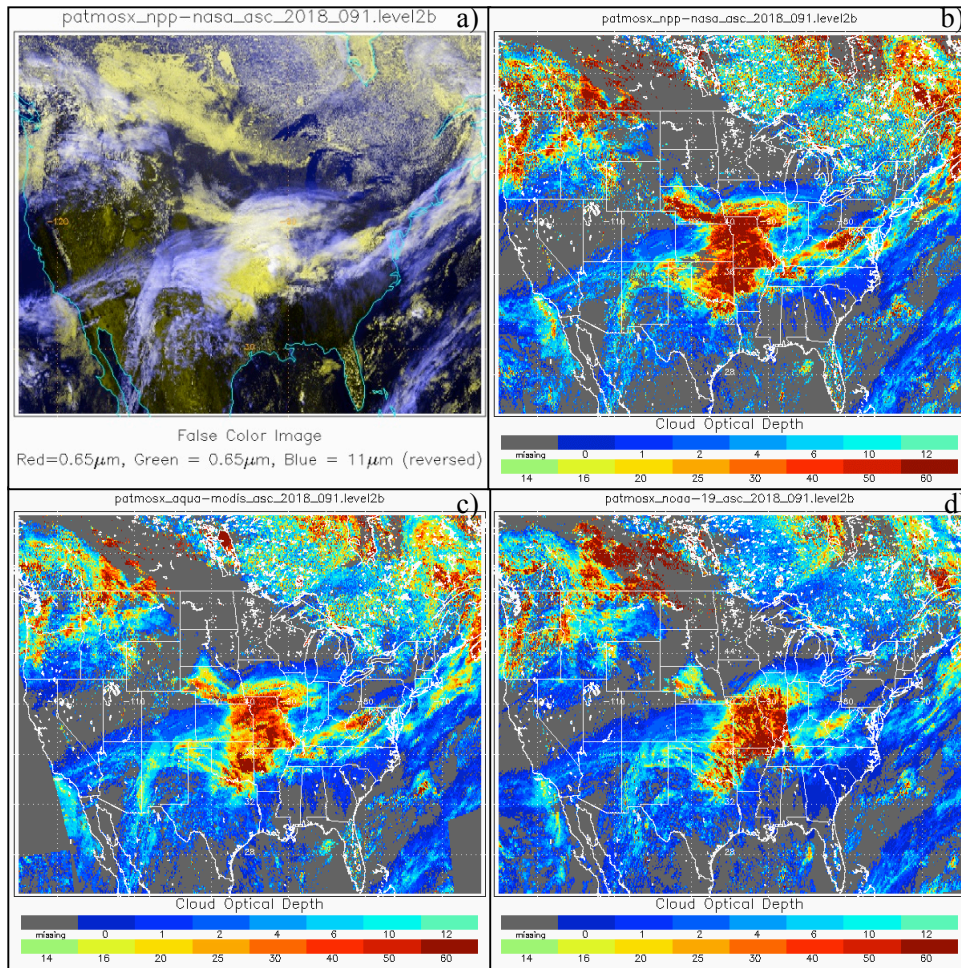 patmosx_npp-nasa_asc_2018_091.level2b
a)
-120
30
False Color Image
Red=0.65μm, Green = 0.65μm, Blue = 11μm (reversed)
patmosx_npp-nasa_asc_2018_091.level2b
b)
-110
-80
36
28
Cloud Optical Depth
missing 0 1 2 4 6 10 12
14 16 20 25 30 40 50 60
patmosx_aqua-modis_asc_2018_091.level2b
c)
-110
-100
-80
-70
28
Cloud Optical Depth
missing 0 1 2 4 6 10 12
14 16 20 25 30 40 50 60
patmosx_noaa-19_asc_2018_091.level2b
d)
-110
-100
-80
-70
32
28
Cloud Optical Depth
missing 0 1 2 4 6 10 12
14 16 20 25 30 40 50 60